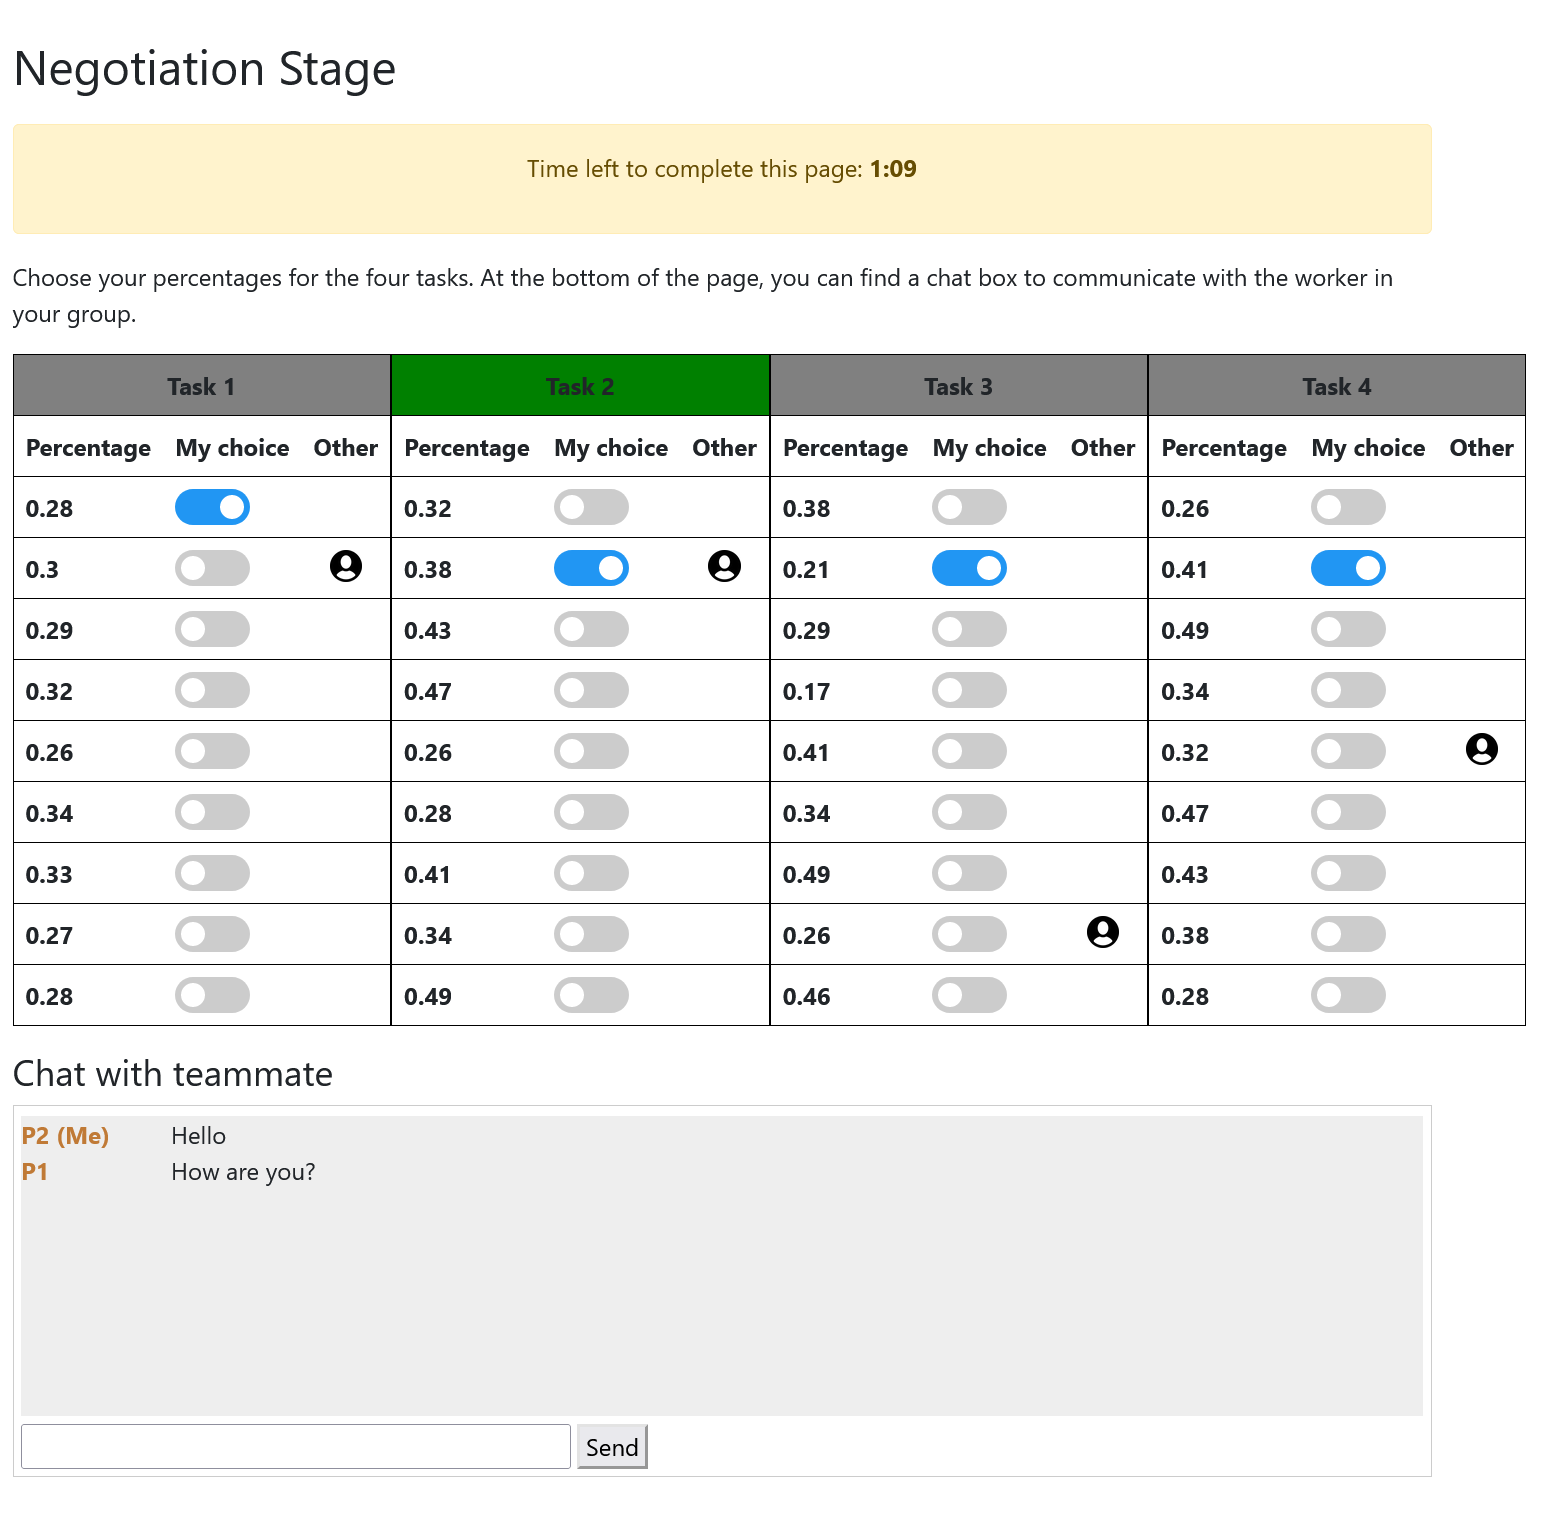 Negotiation Stage
Time left to complete this page: 1:09
Choose your percentages for the four tasks. At the bottom of the page, you can find a chat box to communicate with the worker in
your group.
Task 1 Task 2 Task 3 Task 4
Percentage My choice Other Percentage My choice Other Percentage My choice Other Percentage My choice Other
0.28 0.32 0.38 0.26
0.3 0.38 0.21 0.41
0.29 0.43 0.29 0.49
0.32 0.47 0.17 0.34
0.26 0.26 0.41 0.32
0.34 0.28 0.34 0.47
0.33 0.41 0.49 0.43
0.27 0.34 0.26 0.38
0.28 0.49 0.46 0.28
Chat with teammate
P2 (Me) Hello
P1 How are you?
Send